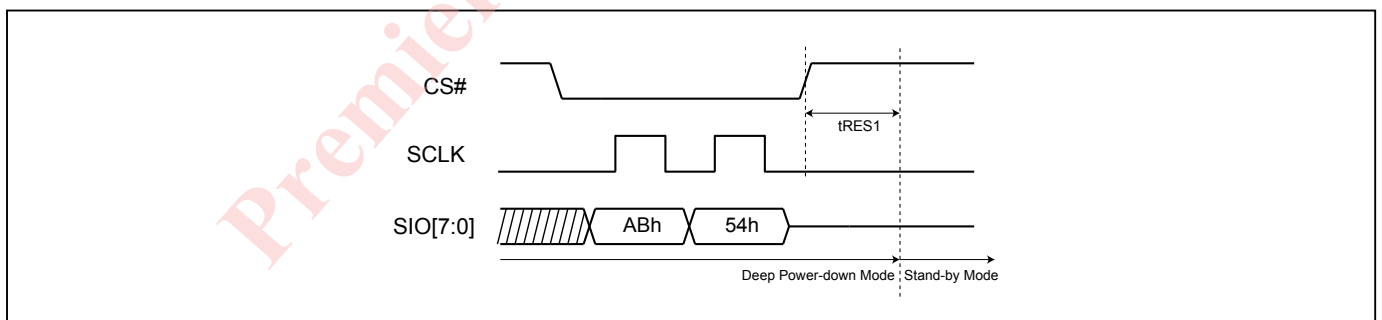 Premier
CS#
tRES1
SCLK
SIO[7:0] ABh 54h
Deep Power-down Mode Stand-by Mode